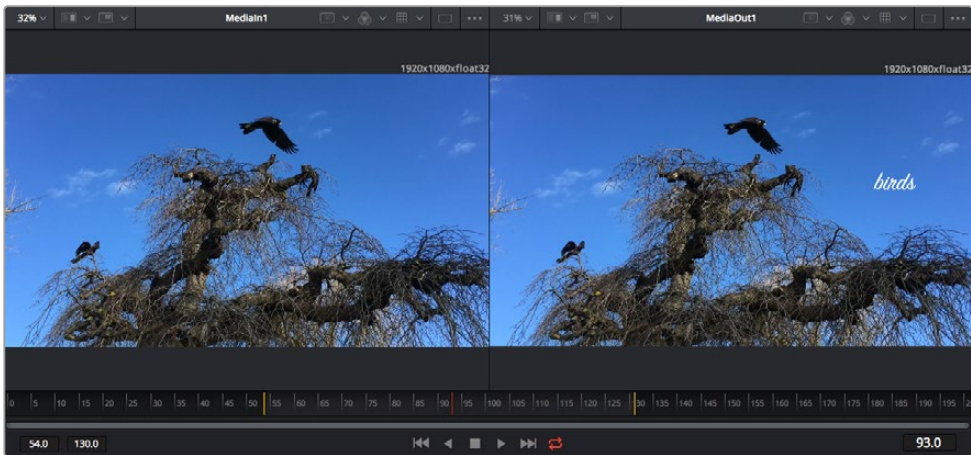 32% MediaIn1 31% MediaOut1
1920x1080xfloat32 1920x1080xfloat32
birds
0 5 10 15 20 25 30 35 40 45 50 55 60 65 70 75 80 85 90 95 100 105 110 115 120 125 130 135 140 145 150 155 160 165 170 175 180 185 190 195
54.0 130.0 93.0